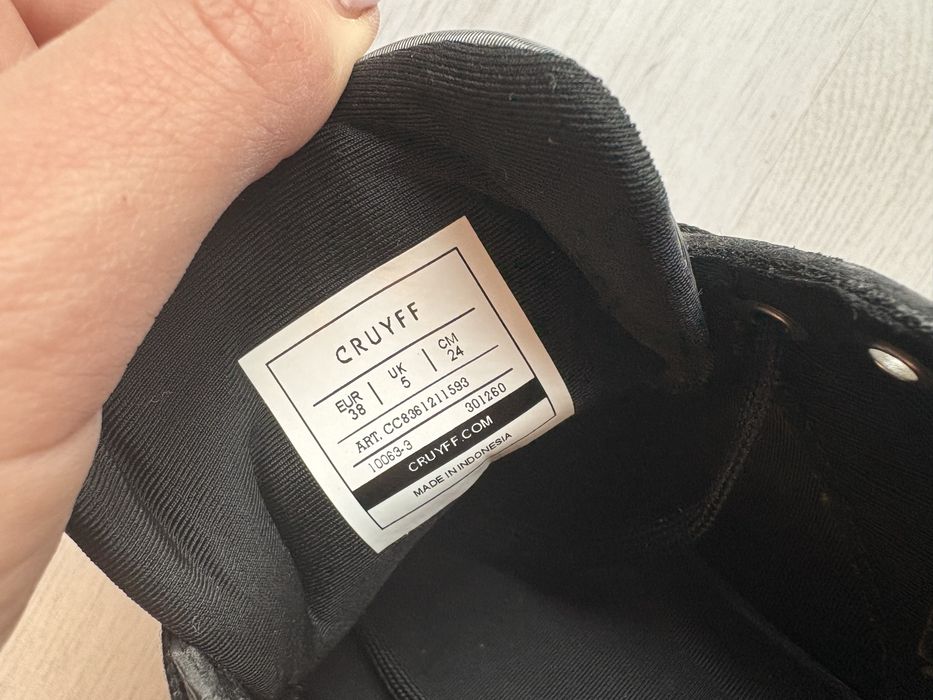 CRUYFF
EUR 38 | UK 5 | CM 24
ART. CC8361211593
10063-3 301260
CRUYFF.COM
MADE IN INDONESIA